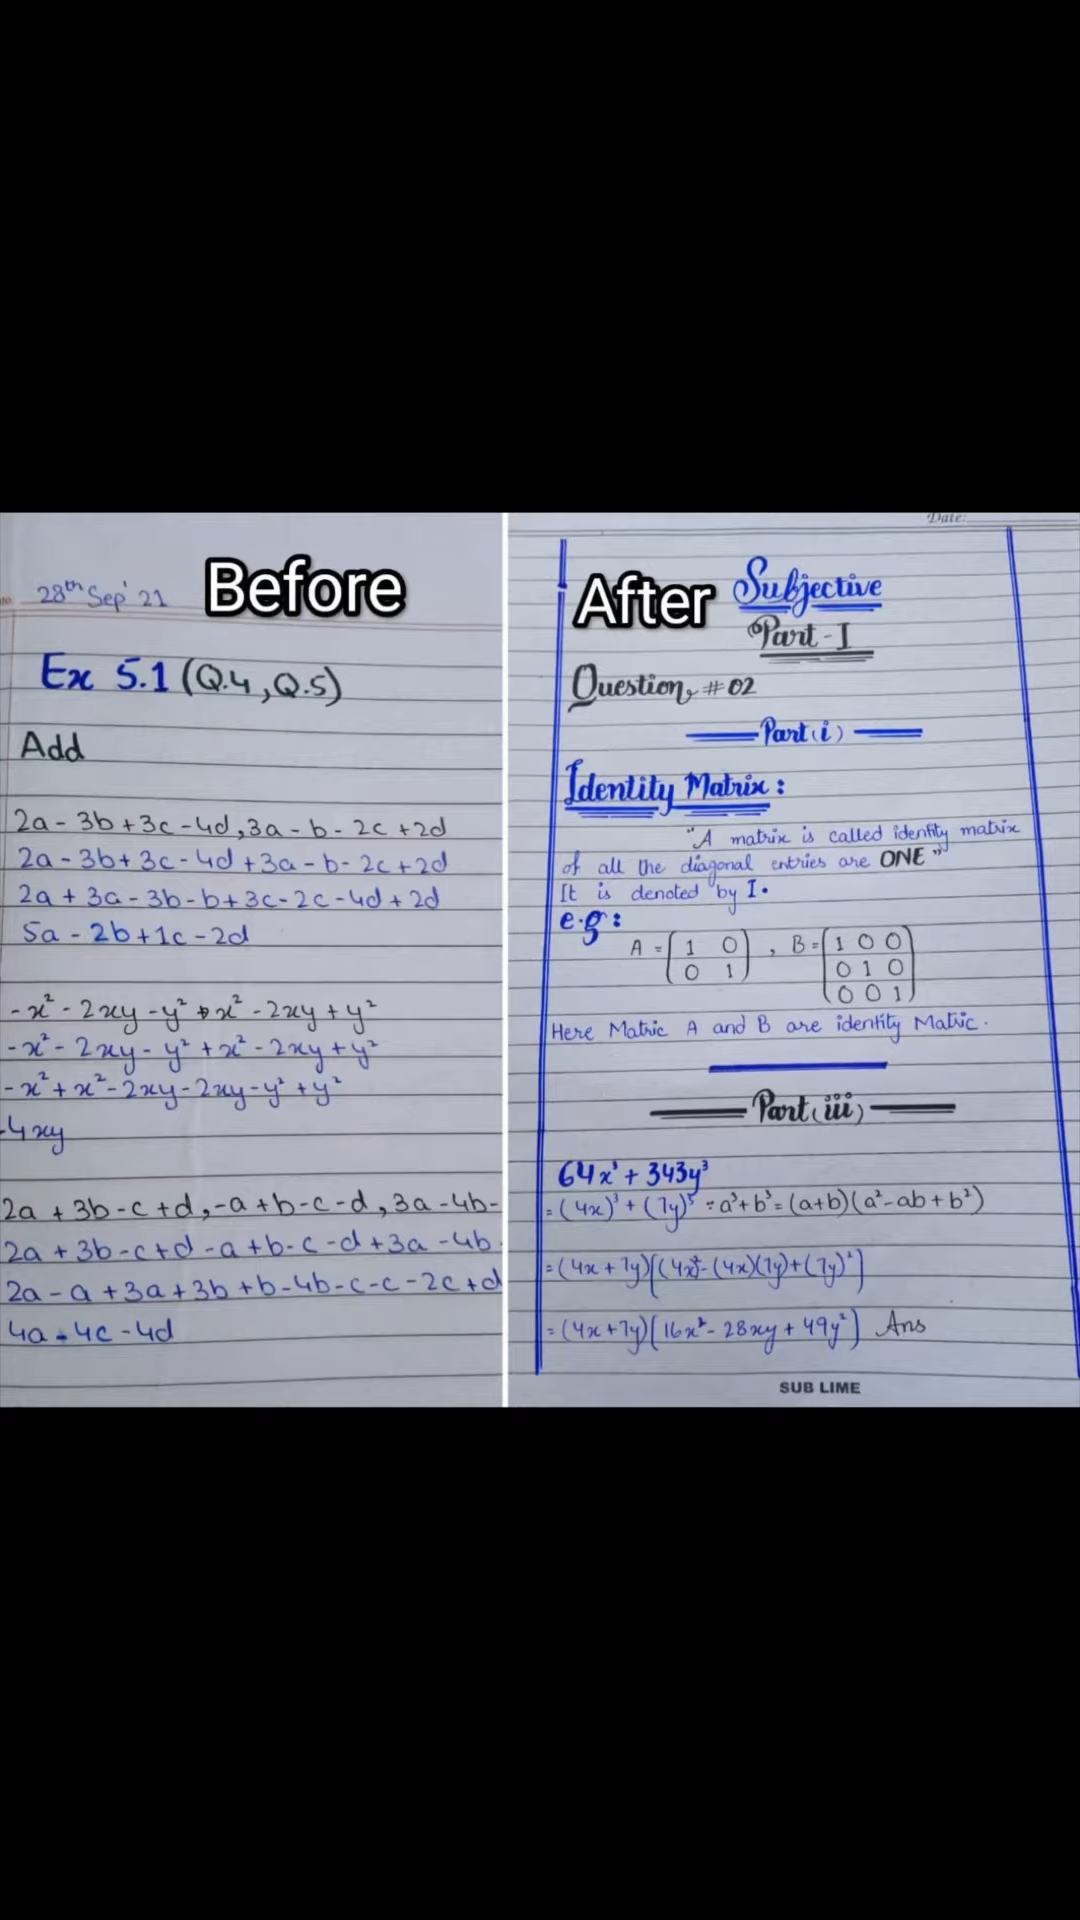 Before
28th Sep' 21
Ex 5.1 (Q.4, Q.5)
Add
2a - 3b + 3c - 4d, 3a - b - 2c + 2d
2a - 3b + 3c - 4d + 3a - b - 2c + 2d
2a + 3a - 3b - b + 3c - 2c - 4d + 2d
5a - 2b + 1c - 2d
-x² - 2xy - y² + x² - 2xy + y²
-x² - 2xy - y² + x² - 2xy + y²
-x² + x² - 2xy - 2xy - y² + y²
-4xy
2a + 3b - c + d, -a + b - c - d, 3a - 4b -
2a + 3b - c + d - a + b - c - d + 3a - 4b
2a - a + 3a + 3b + b - 4b - c - c - 2c + d
4a - 4c - 4d
Date:
After
Subjective
Part - I
Question # 02
Part (i)
Identity Matrix :
"A matrix is called identity matrix
of all the diagonal entries are ONE"
It is denoted by I.
e.g :
A = [1 0 , B = [1 0 0
0 1] 0 1 0
0 0 1]
Here Matric A and B are identity Matric.
Part (iii)
64x³ + 343y³
= (4x)³ + (7y)³ ∵ a³+b³ = (a+b)(a²-ab+b²)
= (4x + 7y)[(4x)² - (4x)(7y) + (7y)²]
= (4x + 7y)[16x² - 28xy + 49y²] Ans
SUB LIME